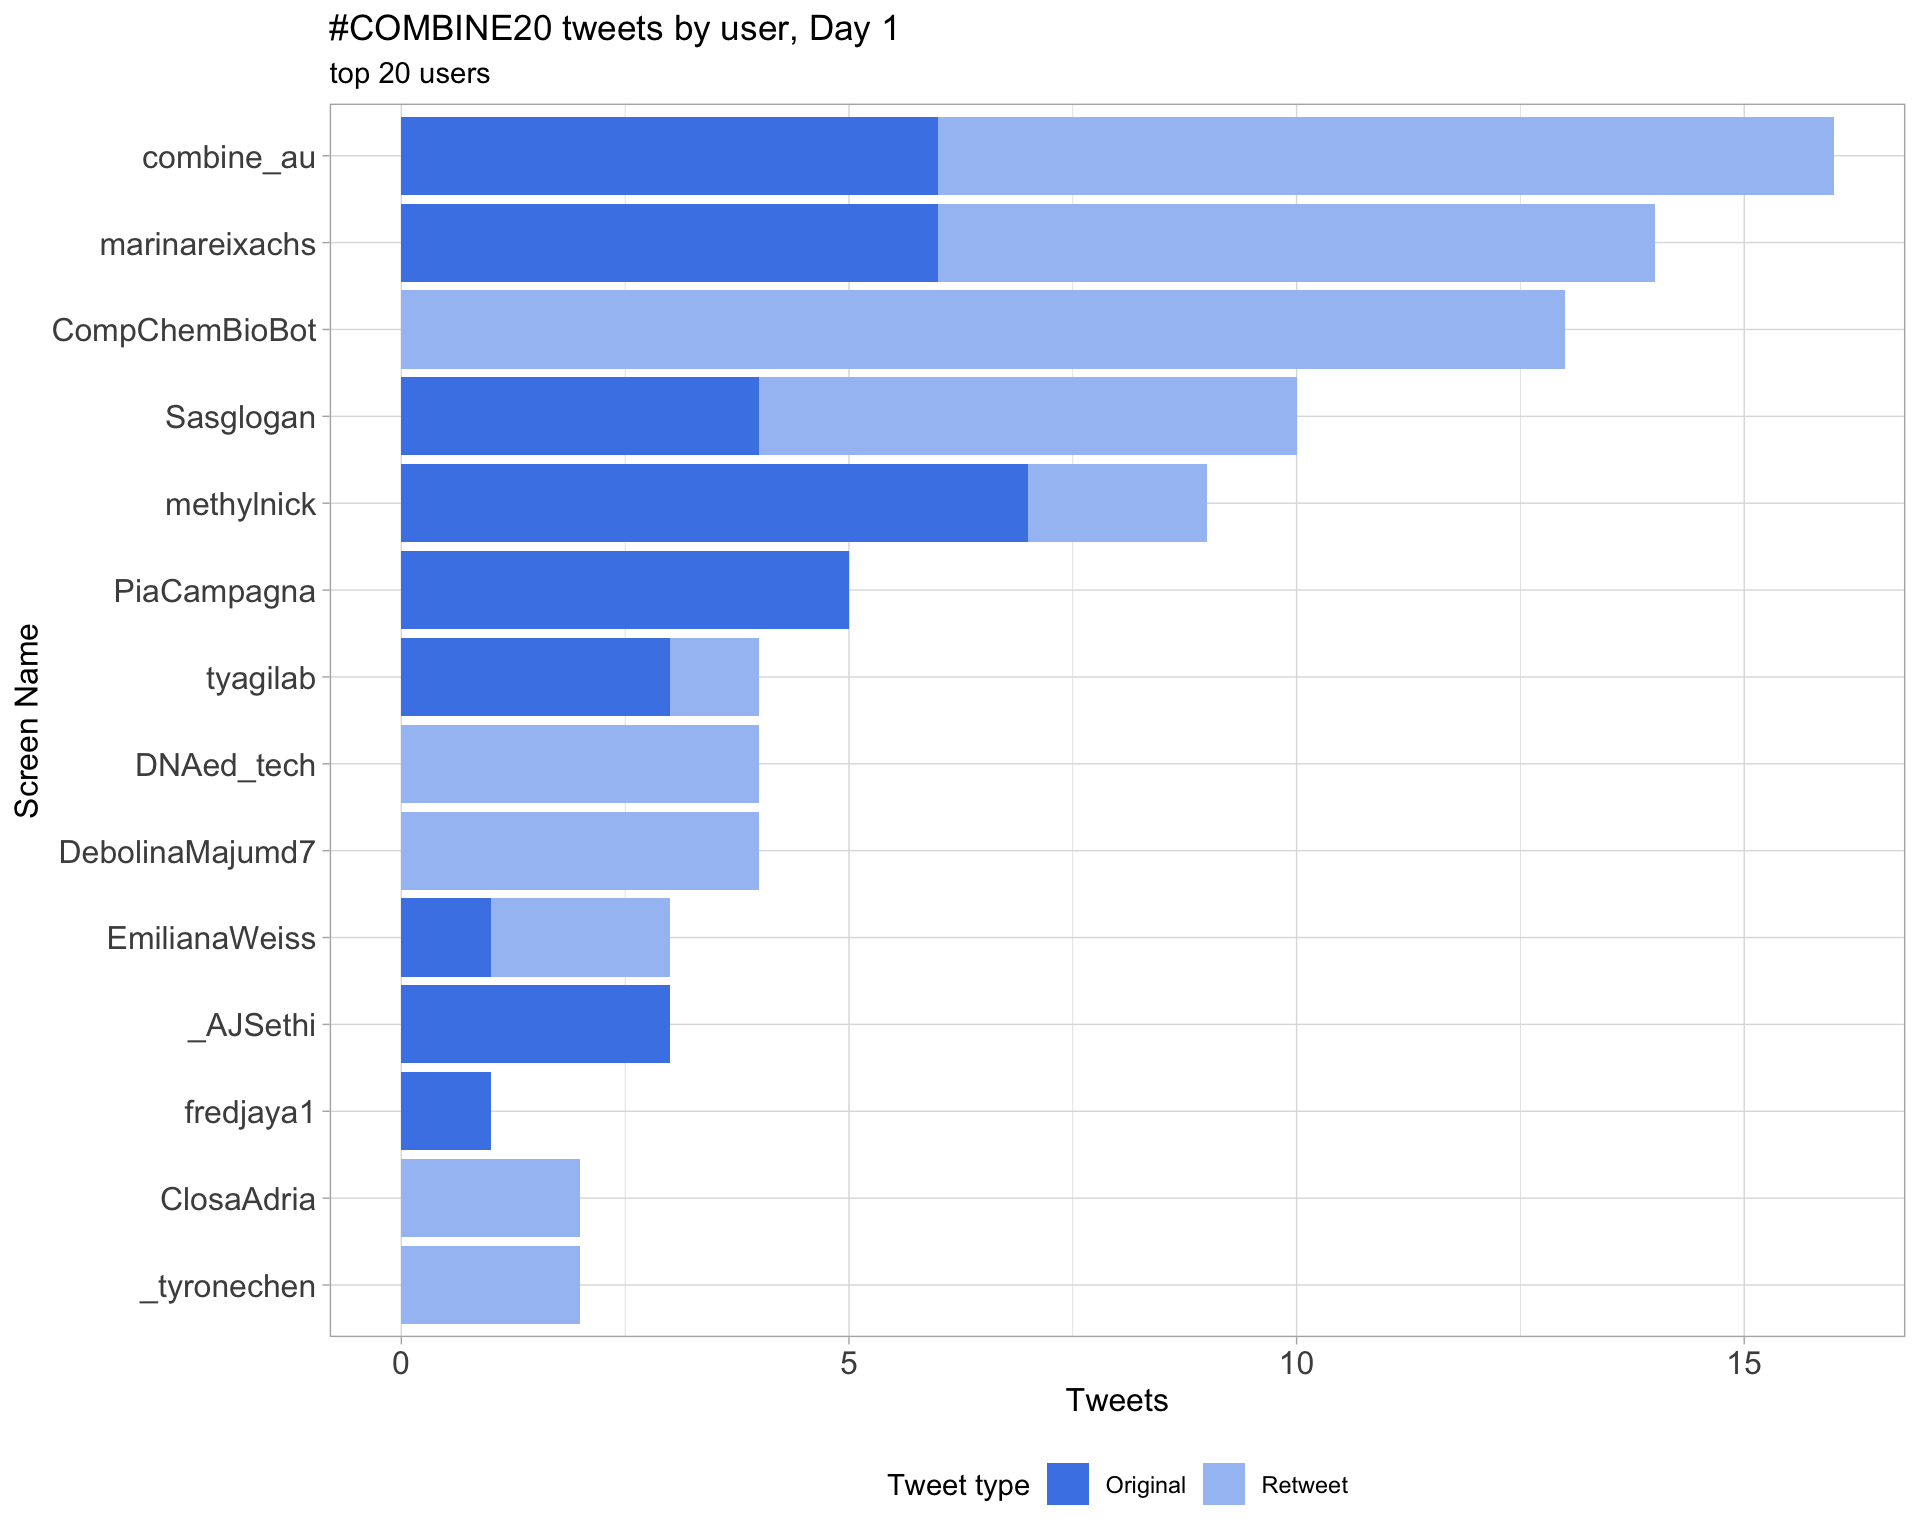 #COMBINE20 tweets by user, Day 1
top 20 users
Screen Name
combine_au
marinareixachs
CompChemBioBot
Sasglogan
methylnick
PiaCampagna
tyagilab
DNAed_tech
DebolinaMajumd7
EmilianaWeiss
_AJSethi
fredjaya1
ClosaAdria
_tyronechen
0 5 10 15
Tweets
Tweet type Original Retweet